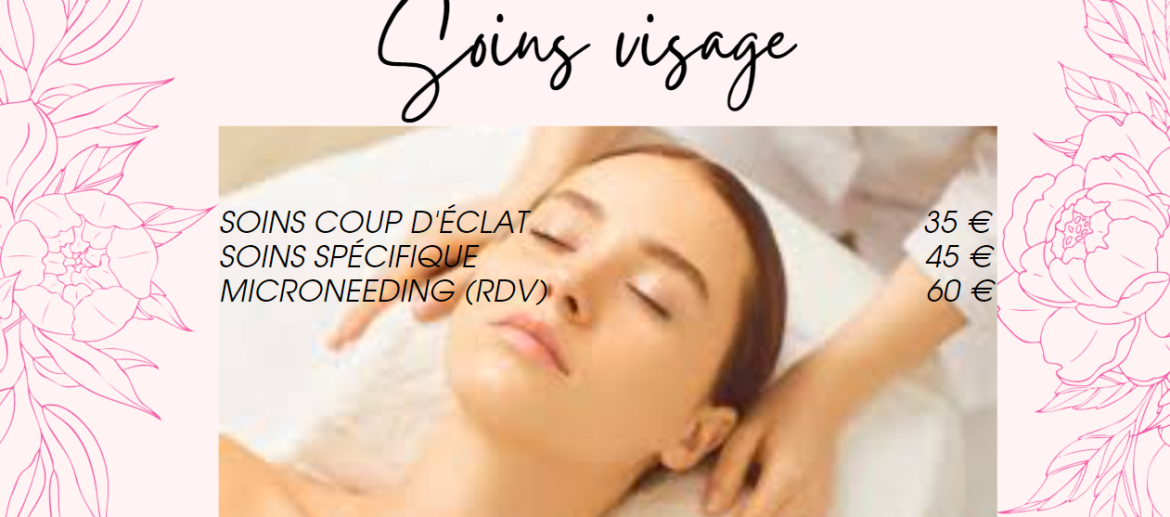 Soins visage
SOINS COUP D'ÉCLAT 35 €
SOINS SPÉCIFIQUE 45 €
MICRONEEDING (RDV) 60 €